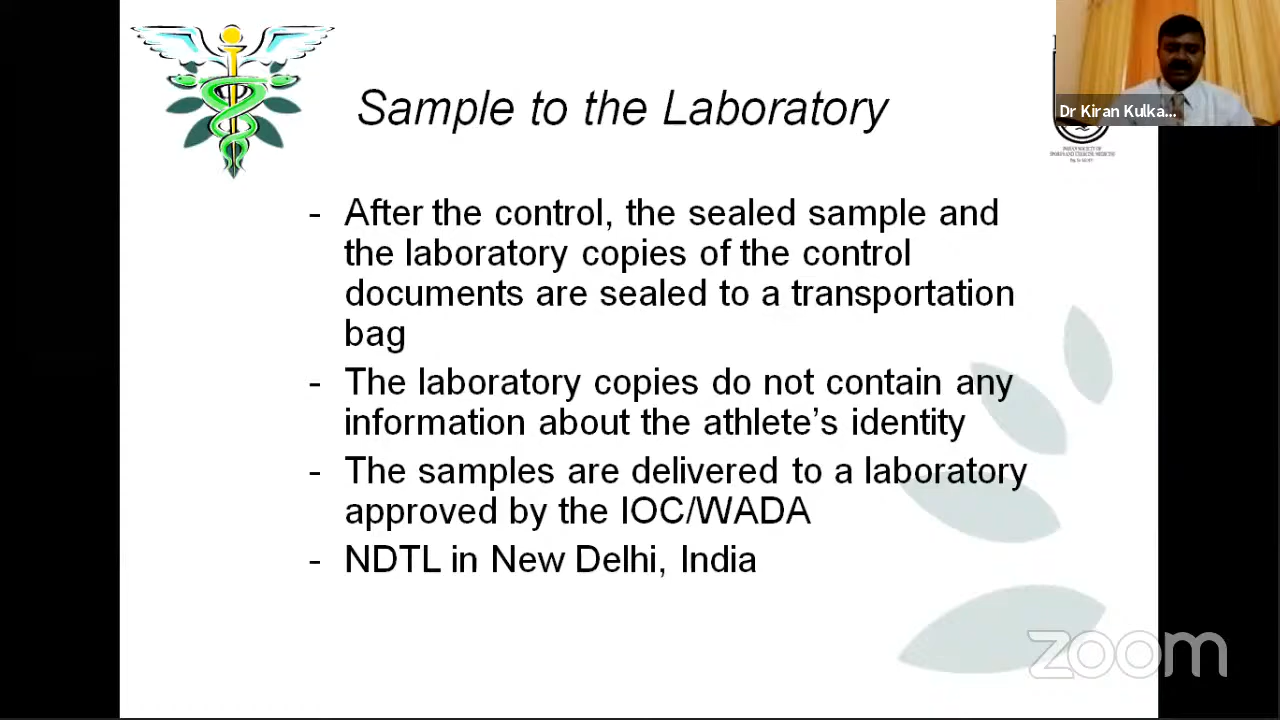 Sample to the Laboratory
Dr Kiran Kulka...
- After the control, the sealed sample and
the laboratory copies of the control
documents are sealed to a transportation
bag
- The laboratory copies do not contain any
information about the athlete's identity
- The samples are delivered to a laboratory
approved by the IOC/WADA
- NDTL in New Delhi, India
zoom